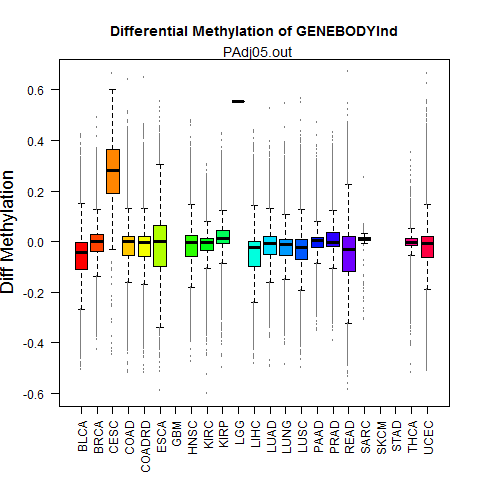 Differential Methylation of GENEBODYInd
PAdj05.out
Diff Methylation
0.6
0.4
0.2
0.0
-0.2
-0.4
-0.6
BLCA
BRCA
CESC
COAD
COADRD
ESCA
GBM
HNSC
KIRC
KIRP
LGG
LIHC
LUAD
LUNG
LUSC
PAAD
PRAD
READ
SARC
SKCM
STAD
THCA
UCEC